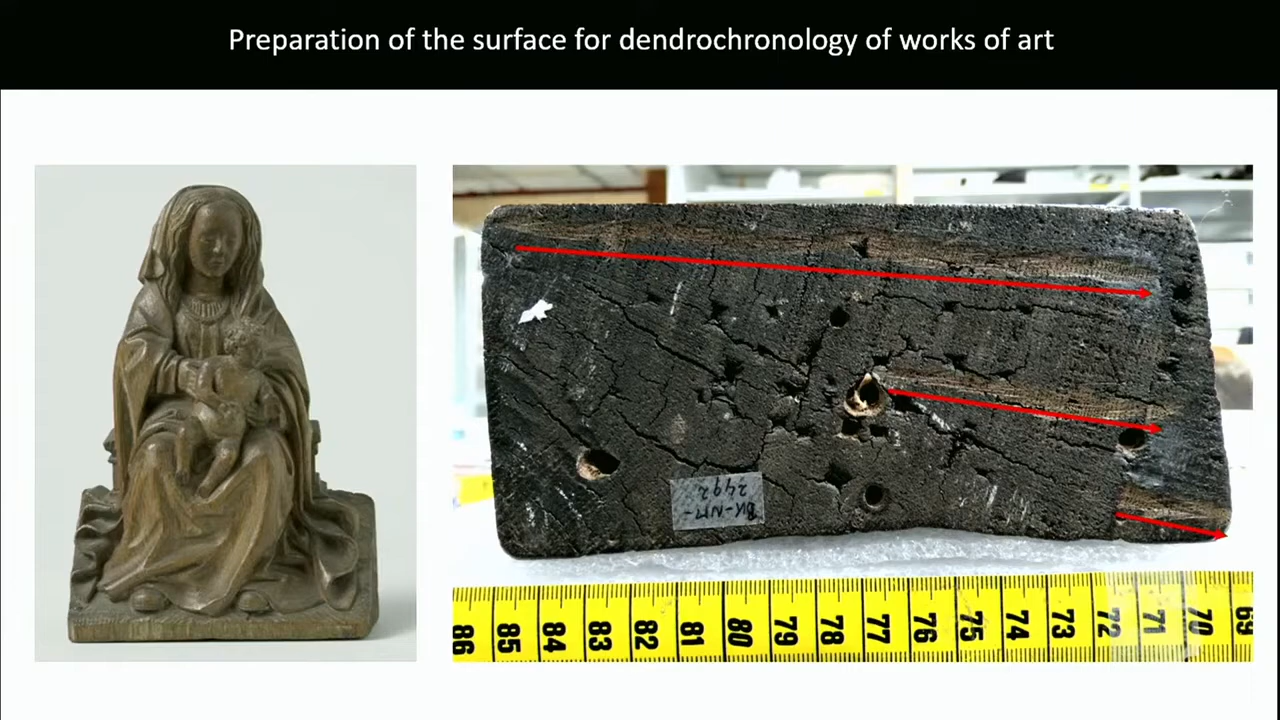 Preparation of the surface for dendrochronology of works of art
BK-NM-
2492
86 85 84 83 82 81 80 79 78 77 76 75 74 73 72 71 70 69